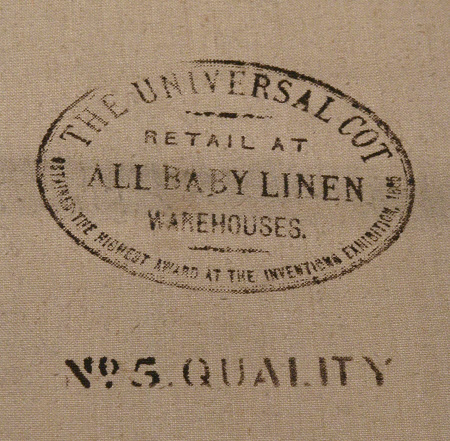 THE UNIVERSAL COT
RETAIL AT
ALL BABY LINEN
WAREHOUSES.
OBTAINED THE HIGHEST AWARD AT THE INVENTIONS EXHIBITION, 1885
No. 5. QUALITY